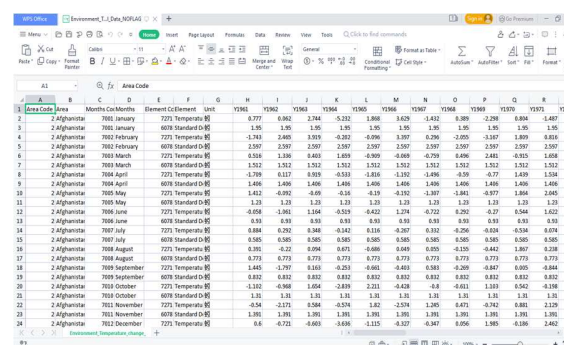 WPS Office Environment_T...l_Data_NOFLAG Sign in Go Premium
Menu Home Insert Page Layout Formulas Data Review View Tools Click to find commands
Cut Calibri 11 General Format as Table
Paste Copy Format Painter Merge and Center Wrap Text Conditional Formatting Cell Style AutoSum AutoFilter Sort Fill Format
A1 fx Area Code
A B C D E F G H I J K L M N O P Q R
1 Area Code Area Months Co Months Element Co Element Unit Y1961 Y1962 Y1963 Y1964 Y1965 Y1966 Y1967 Y1968 Y1969 Y1970 Y1971
2 2 Afghanistan 7001 January 7271 Temperatu 0.777 0.062 2.744 -5.232 1.868 3.629 -1.432 0.389 -2.298 0.804 -1.487
3 2 Afghanistan 6078 Standard D 1.95 1.95 1.95 1.95 1.95 1.95 1.95 1.95 1.95 1.95 1.95
4 2 Afghanistan 7002 February 7271 Temperatu -1.743 2.465 3.919 -0.202 -0.096 3.397 0.296 -2.055 -3.167 1.809 0.816
5 2 Afghanistan 7002 February 6078 Standard D 2.597 2.597 2.597 2.597 2.597 2.597 2.597 2.597 2.597 2.597 2.597
6 2 Afghanistan 7003 March 7271 Temperatu 0.516 1.336 0.403 1.659 -0.909 -0.069 -0.759 0.496 2.481 -0.915 1.658
7 2 Afghanistan 7003 March 6078 Standard D 1.512 1.512 1.512 1.512 1.512 1.512 1.512 1.512 1.512 1.512 1.512
8 2 Afghanistan 7004 April 7271 Temperatu -1.709 0.117 0.919 -0.533 -1.816 -1.192 -1.496 -0.59 -0.77 1.439 1.534
9 2 Afghanistan 7004 April 6078 Standard D 1.406 1.406 1.406 1.406 1.406 1.406 1.406 1.406 1.406 1.406 1.406
10 2 Afghanistan 7005 May 7271 Temperatu 1.412 -0.092 -0.69 -0.16 -0.19 -0.192 -1.307 -1.841 -0.977 1.864 2.045
11 2 Afghanistan 7005 May 6078 Standard D 1.23 1.23 1.23 1.23 1.23 1.23 1.23 1.23 1.23 1.23 1.23
12 2 Afghanistan 7006 June 7271 Temperatu -0.058 -1.061 1.164 -0.519 -0.422 1.274 -0.722 0.292 -0.27 0.544 1.622
13 2 Afghanistan 7006 June 6078 Standard D 0.93 0.93 0.93 0.93 0.93 0.93 0.93 0.93 0.93 0.93 0.93
14 2 Afghanistan 7007 July 7271 Temperatu 0.884 0.292 0.348 -0.142 0.116 -0.267 0.332 -0.256 -0.024 -0.534 0.074
15 2 Afghanistan 7007 July 6078 Standard D 0.585 0.585 0.585 0.585 0.585 0.585 0.585 0.585 0.585 0.585 0.585
16 2 Afghanistan 7008 August 7271 Temperatu 0.391 -0.22 0.094 0.671 -0.686 0.049 0.055 -0.155 -0.442 1.867 0.238
17 2 Afghanistan 7008 August 6078 Standard D 0.773 0.773 0.773 0.773 0.773 0.773 0.773 0.773 0.773 0.773 0.773
18 2 Afghanistan 7009 September 7271 Temperatu 1.445 -1.797 0.163 -0.253 -0.661 -0.403 0.583 -0.269 -0.847 0.005 -0.844
19 2 Afghanistan 7009 September 6078 Standard D 0.832 0.832 0.832 0.832 0.832 0.832 0.832 0.832 0.832 0.832 0.832
20 2 Afghanistan 7010 October 7271 Temperatu -1.102 -0.968 1.654 -2.839 2.211 -0.428 -0.8 -0.611 1.103 0.542 -0.198
21 2 Afghanistan 7010 October 6078 Standard D 1.31 1.31 1.31 1.31 1.31 1.31 1.31 1.31 1.31 1.31 1.31
22 2 Afghanistan 7011 November 7271 Temperatu -0.54 -2.171 0.584 -0.574 1.82 -2.574 1.245 0.471 -0.742 0.881 2.129
23 2 Afghanistan 7011 November 6078 Standard D 1.391 1.391 1.391 1.391 1.391 1.391 1.391 1.391 1.391 1.391 1.391
24 2 Afghanistan 7012 December 7271 Temperatu 0.6 -0.721 -0.603 -3.636 -1.115 -0.327 -0.347 0.056 1.985 -0.186 2.462
Environment_Temperature_change_
100%